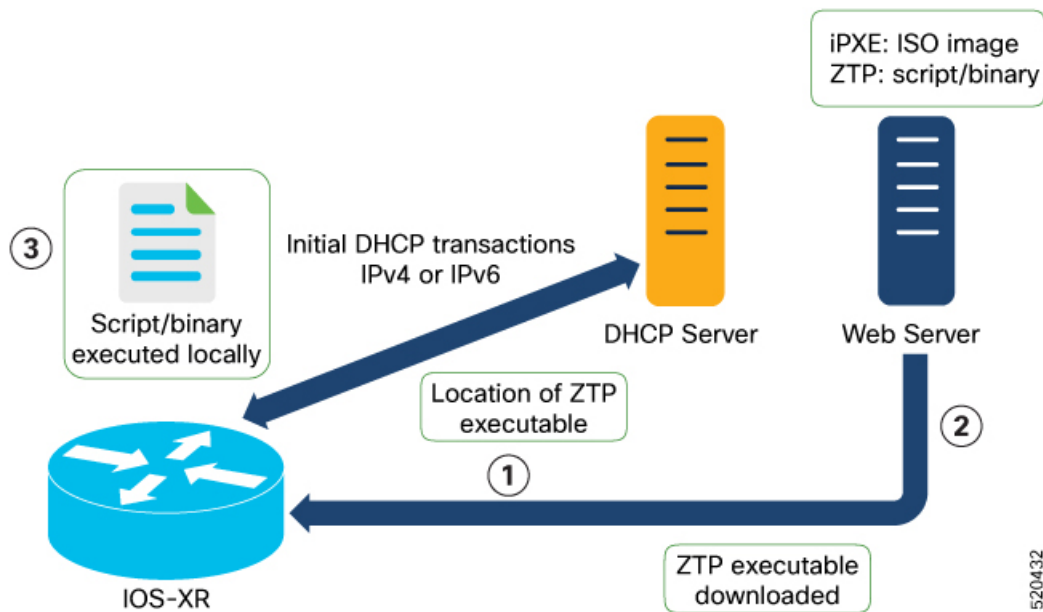 iPXE: ISO image
ZTP: script/binary
3
Script/binary
executed locally
Initial DHCP transactions
IPv4 or IPv6
DHCP Server
Web Server
Location of ZTP
executable
1
2
ZTP executable
downloaded
IOS-XR
520432